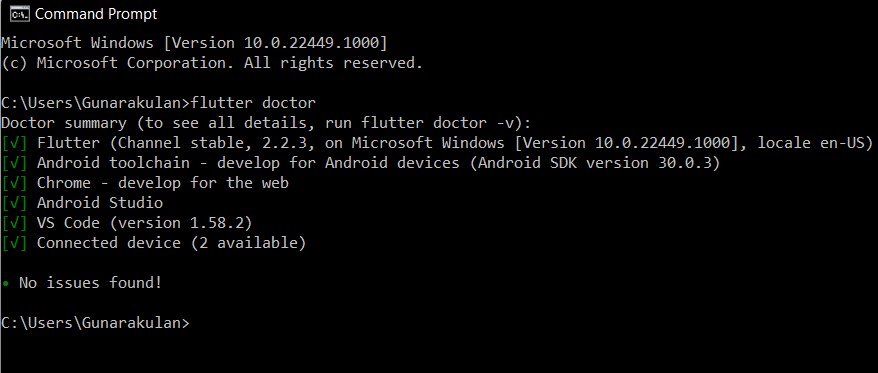 Command Prompt
Microsoft Windows [Version 10.0.22449.1000]
(c) Microsoft Corporation. All rights reserved.
C:\Users\Gunarakulan>flutter doctor
Doctor summary (to see all details, run flutter doctor -v):
[√] Flutter (Channel stable, 2.2.3, on Microsoft Windows [Version 10.0.22449.1000], locale en-US)
[√] Android toolchain - develop for Android devices (Android SDK version 30.0.3)
[√] Chrome - develop for the web
[√] Android Studio
[√] VS Code (version 1.58.2)
[√] Connected device (2 available)
• No issues found!
C:\Users\Gunarakulan>